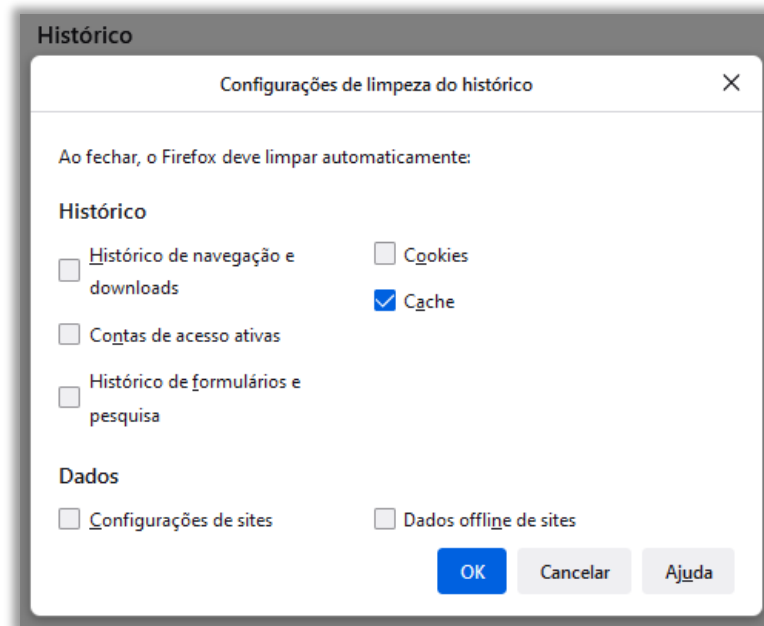 Histórico
Configurações de limpeza do histórico
Ao fechar, o Firefox deve limpar automaticamente:
Histórico
Histórico de navegação e
downloads
Cookies
Cache
Contas de acesso ativas
Histórico de formulários e
pesquisa
Dados
Configurações de sites
Dados offline de sites
OK
Cancelar
Ajuda